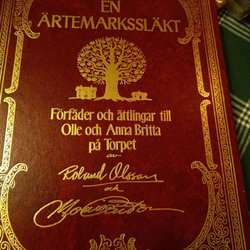 EN
ÄRTEMARKSSLÄKT
Förfäder och ättlingar till
Olle och Anna Britta
på Torpet
av
Roland Olsson
och